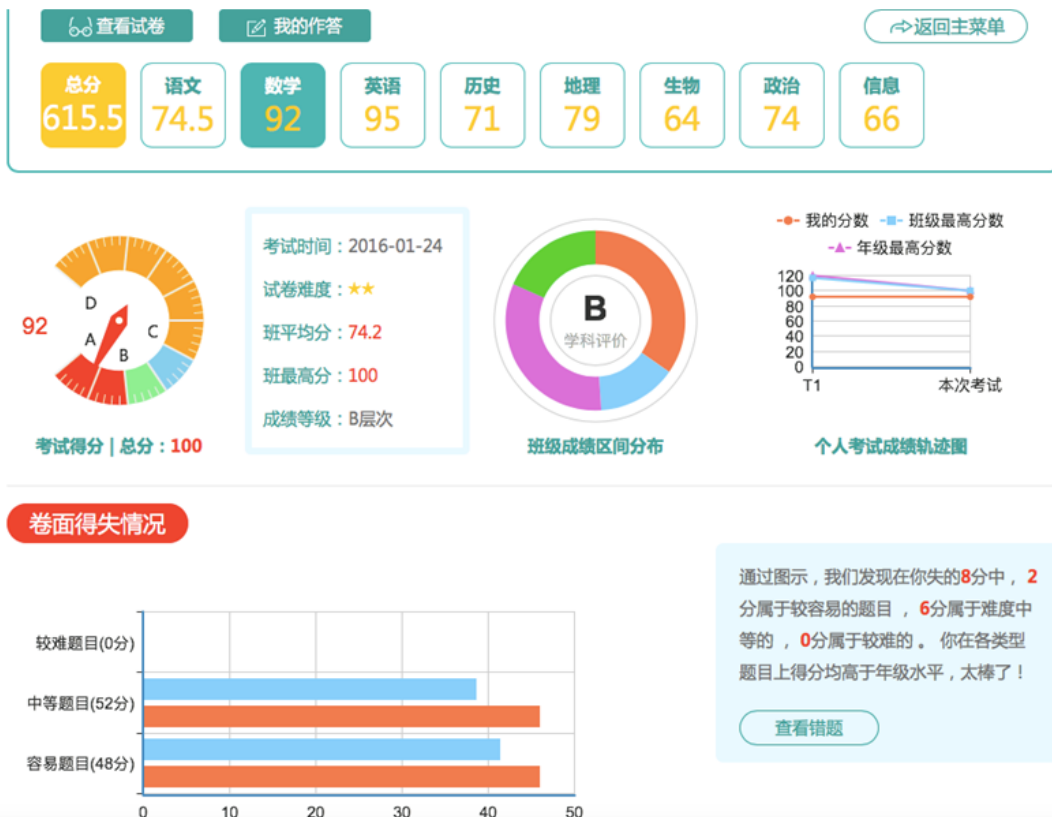 查看试卷 我的作答 返回主菜单
总分 语文 数学 英语 历史 地理 生物 政治 信息
615.5 74.5 92 95 71 79 64 74 66
我的分数 班级最高分数
年级最高分数
考试时间：2016-01-24
试卷难度：★★
班平均分：74.2
班最高分：100
成绩等级：B层次
92
D
A
B
C
考试得分 | 总分：100
B
学科评价
班级成绩区间分布
120
100
80
60
40
20
0
T1 本次考试
个人考试成绩轨迹图
卷面得失情况
较难题目(0分)
中等题目(52分)
容易题目(48分)
0 10 20 30 40 50
通过图示，我们发现在你失的8分中， 2
分属于较容易的题目 ， 6分属于难度中
等的 ， 0分属于较难的 。 你在各类型
题目上得分均高于年级水平，太棒了！
查看错题